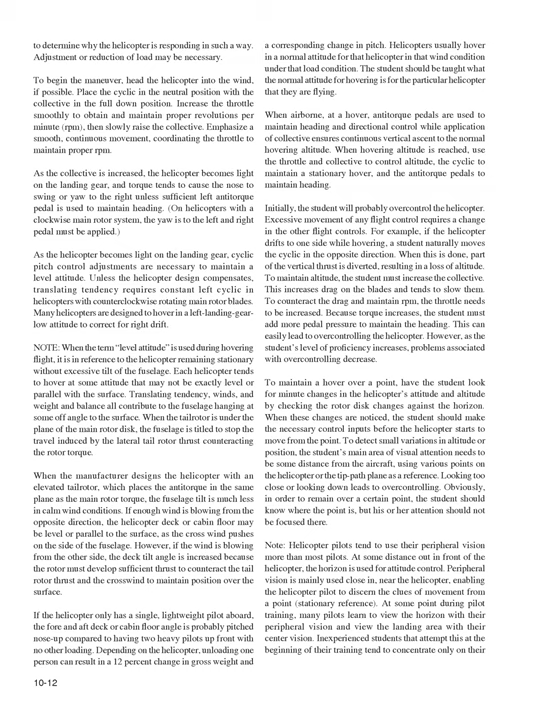 to determine why the helicopter is responding in such a way.
Adjustment or reduction of load may be necessary.
To begin the maneuver, head the helicopter into the wind,
if possible. Place the cyclic in the neutral position with the
collective in the full down position. Increase the throttle
smoothly to obtain and maintain proper revolutions per
minute (rpm), then slowly raise the collective. Emphasize a
smooth, continuous movement, coordinating the throttle to
maintain proper rpm.
As the collective is increased, the helicopter becomes light
on the landing gear, and torque tends to cause the nose to
swing or yaw to the right unless sufficient left antitorque
pedal is used to maintain heading. (On helicopters with a
clockwise main rotor system, the yaw is to the left and right
pedal must be applied.)
As the helicopter becomes light on the landing gear, cyclic
pitch control adjustments are necessary to maintain a
level attitude. Unless the helicopter design compensates,
translating tendency requires constant left cyclic in
helicopters with counterclockwise rotating main rotor blades.
Many helicopters are designed to hover in a left-landing-gear-
low attitude to correct for right drift.
NOTE: When the term “level attitude” is used during hovering
flight, it is in reference to the helicopter remaining stationary
without excessive tilt of the fuselage. Each helicopter tends
to hover at some attitude that may not be exactly level or
parallel with the surface. Translating tendency, winds, and
weight and balance all contribute to the fuselage hanging at
some off angle to the surface. When the tailrotor is under the
plane of the main rotor disk, the fuselage is titled to stop the
travel induced by the lateral tail rotor thrust counteracting
the rotor torque.
When the manufacturer designs the helicopter with an
elevated tailrotor, which places the antitorque in the same
plane as the main rotor torque, the fuselage tilt is much less
in calm wind conditions. If enough wind is blowing from the
opposite direction, the helicopter deck or cabin floor may
be level or parallel to the surface, as the cross wind pushes
on the side of the fuselage. However, if the wind is blowing
from the other side, the deck tilt angle is increased because
the rotor must develop sufficient thrust to counteract the tail
rotor thrust and the crosswind to maintain position over the
surface.
If the helicopter only has a single, lightweight pilot aboard,
the fore and aft deck or cabin floor angle is probably pitched
nose-up compared to having two heavy pilots up front with
no other loading. Depending on the helicopter, unloading one
person can result in a 12 percent change in gross weight and
a corresponding change in pitch. Helicopters usually hover
in a normal attitude for that helicopter in that wind condition
under that load condition. The student should be taught what
the normal attitude for hovering is for the particular helicopter
that they are flying.
When airborne, at a hover, antitorque pedals are used to
maintain heading and directional control while application
of collective ensures continuous vertical ascent to the normal
hovering altitude. When hovering altitude is reached, use
the throttle and collective to control altitude, the cyclic to
maintain a stationary hover, and the antitorque pedals to
maintain heading.
Initially, the student will probably overcontrol the helicopter.
Excessive movement of any flight control requires a change
in the other flight controls. For example, if the helicopter
drifts to one side while hovering, a student naturally moves
the cyclic in the opposite direction. When this is done, part
of the vertical thrust is diverted, resulting in a loss of altitude.
To maintain altitude, the student must increase the collective.
This increases drag on the blades and tends to slow them.
To counteract the drag and maintain rpm, the throttle needs
to be increased. Because torque increases, the student must
add more pedal pressure to maintain the heading. This can
easily lead to overcontrolling the helicopter. However, as the
student’s level of proficiency increases, problems associated
with overcontrolling decrease.
To maintain a hover over a point, have the student look
for minute changes in the helicopter’s attitude and altitude
by checking the rotor disk changes against the horizon.
When these changes are noticed, the student should make
the necessary control inputs before the helicopter starts to
move from the point. To detect small variations in altitude or
position, the student’s main area of visual attention needs to
be some distance from the aircraft, using various points on
the helicopter or the tip-path plane as a reference. Looking too
close or looking down leads to overcontrolling. Obviously,
in order to remain over a certain point, the student should
know where the point is, but his or her attention should not
be focused there.
Note: Helicopter pilots tend to use their peripheral vision
more than most pilots. At some distance out in front of the
helicopter, the horizon is used for attitude control. Peripheral
vision is mainly used close in, near the helicopter, enabling
the helicopter pilot to discern the clues of movement from
a point (stationary reference). At some point during pilot
training, many pilots learn to view the horizon with their
peripheral vision and view the landing area with their
center vision. Inexperienced students that attempt this at the
beginning of their training tend to concentrate only on their
10-12